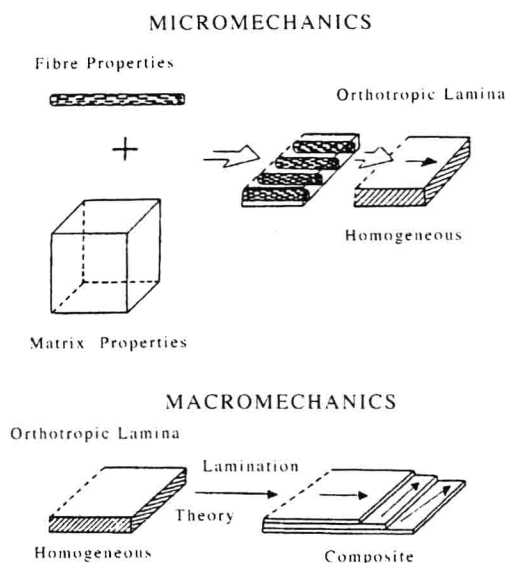 MICROMECHANICS
Fibre Properties
Orthotropic Lamina
+
Homogeneous
Matrix Properties
MACROMECHANICS
Orthotropic Lamina
Lamination
Theory
Homogeneous
Composite